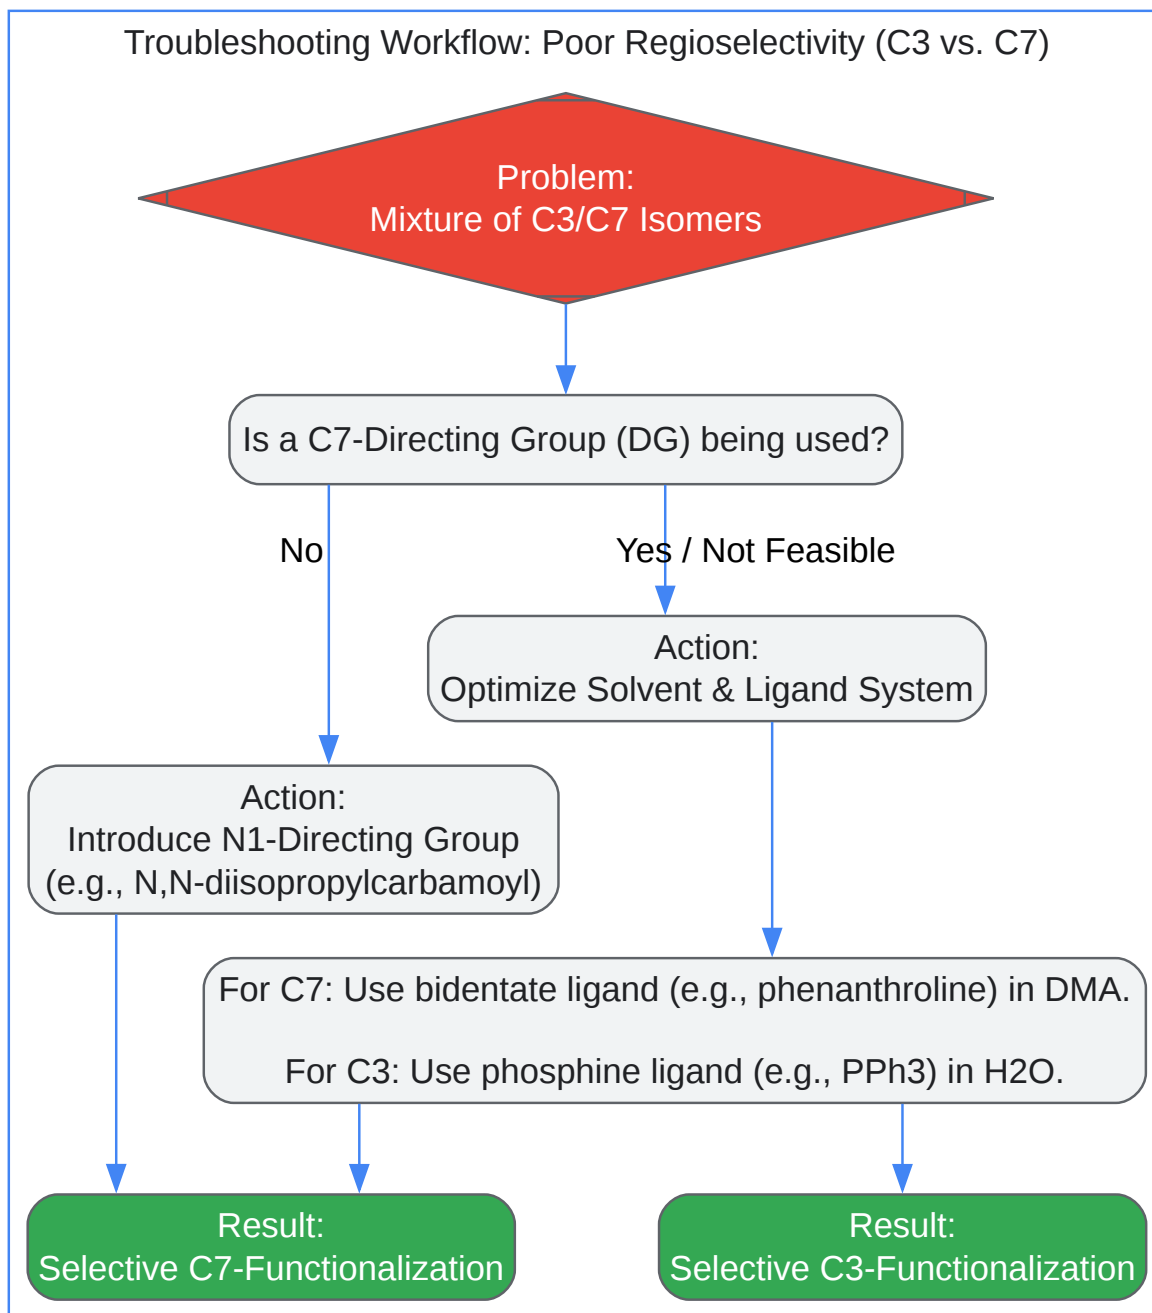 Troubleshooting Workflow: Poor Regioselectivity (C3 vs. C7)
Problem:
Mixture of C3/C7 Isomers
Is a C7-Directing Group (DG) being used?
No
Yes / Not Feasible
Action:
Optimize Solvent & Ligand System
Action:
Introduce N1-Directing Group
(e.g., N,N-diisopropylcarbamoyl)
For C7: Use bidentate ligand (e.g., phenanthroline) in DMA.
For C3: Use phosphine ligand (e.g., PPh3) in H2O.
Result:
Selective C7-Functionalization
Result:
Selective C3-Functionalization